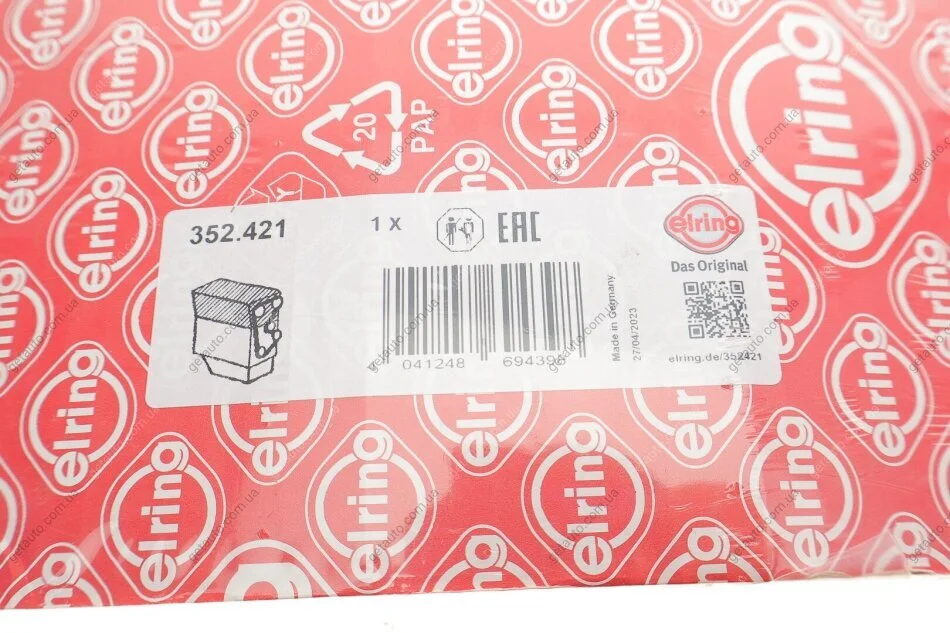 20
PAP
352.421
1 x
EAC
elring
Das Original
041248
Made in Germany
27/04/2023
elring.de/352421
elring
getauto.com.ua